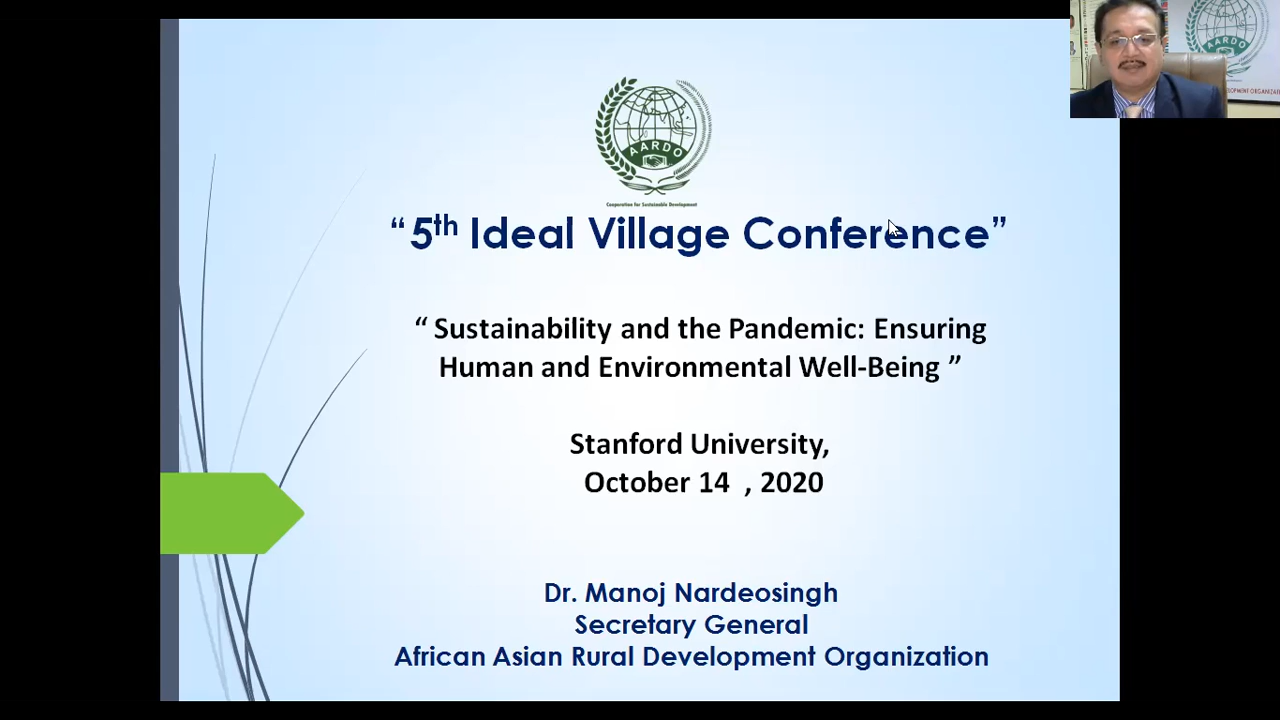 AARDO
Cooperation for Sustainable Development
“5th Ideal Village Conference”
“ Sustainability and the Pandemic: Ensuring
Human and Environmental Well-Being ”
Stanford University,
October 14 , 2020
Dr. Manoj Nardeosingh
Secretary General
African Asian Rural Development Organization
AARDO